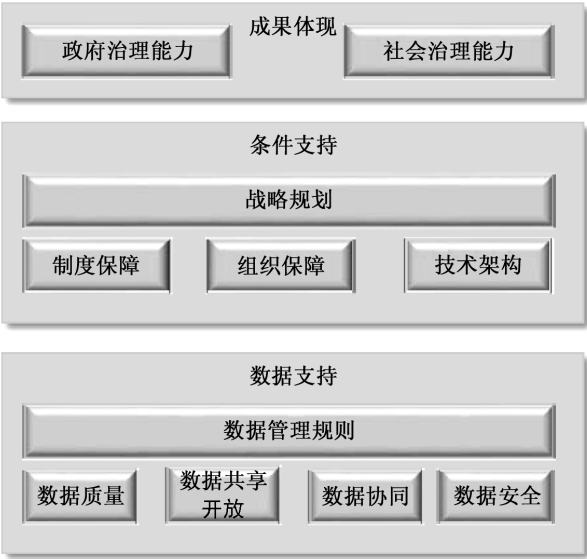 成果体现
政府治理能力
社会治理能力
条件支持
战略规划
制度保障
组织保障
技术架构
数据支持
数据管理规则
数据质量
数据共享
开放
数据协同
数据安全